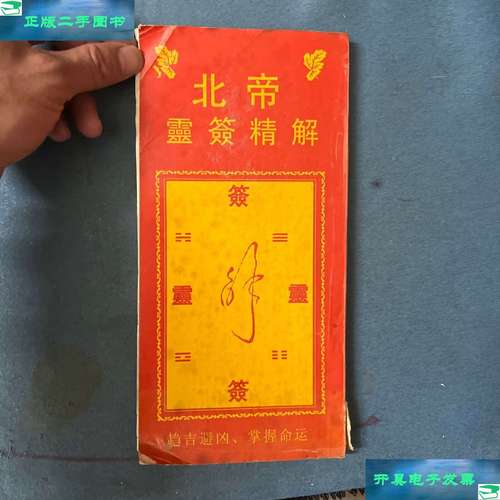 正版二手图书
北帝
靈簽精解
簽
靈
解
靈
簽
趋吉避凶、掌握命运
开具电子发票